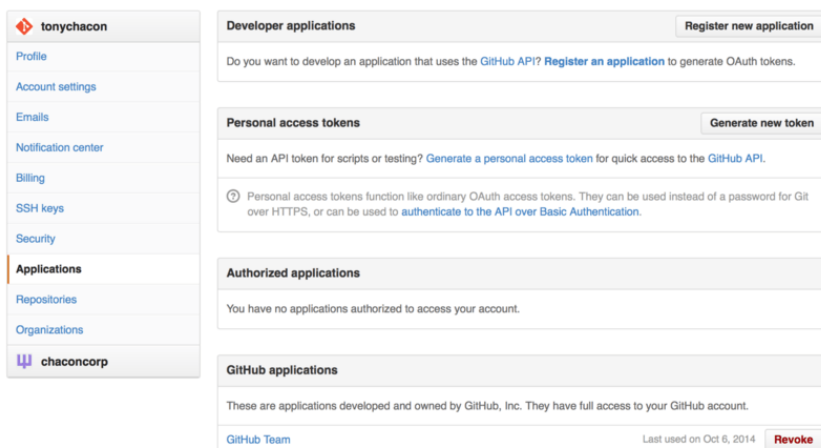 tonychacon
Profile
Account settings
Emails
Notification center
Billing
SSH keys
Security
Applications
Repositories
Organizations
chaconcorp
Developer applications
Register new application
Do you want to develop an application that uses the GitHub API? Register an application to generate OAuth tokens.
Personal access tokens
Generate new token
Need an API token for scripts or testing? Generate a personal access token for quick access to the GitHub API.
Personal access tokens function like ordinary OAuth access tokens. They can be used instead of a password for Git
over HTTPS, or can be used to authenticate to the API over Basic Authentication.
Authorized applications
You have no applications authorized to access your account.
GitHub applications
These are applications developed and owned by GitHub, Inc. They have full access to your GitHub account.
GitHub Team
Last used on Oct 6, 2014
Revoke